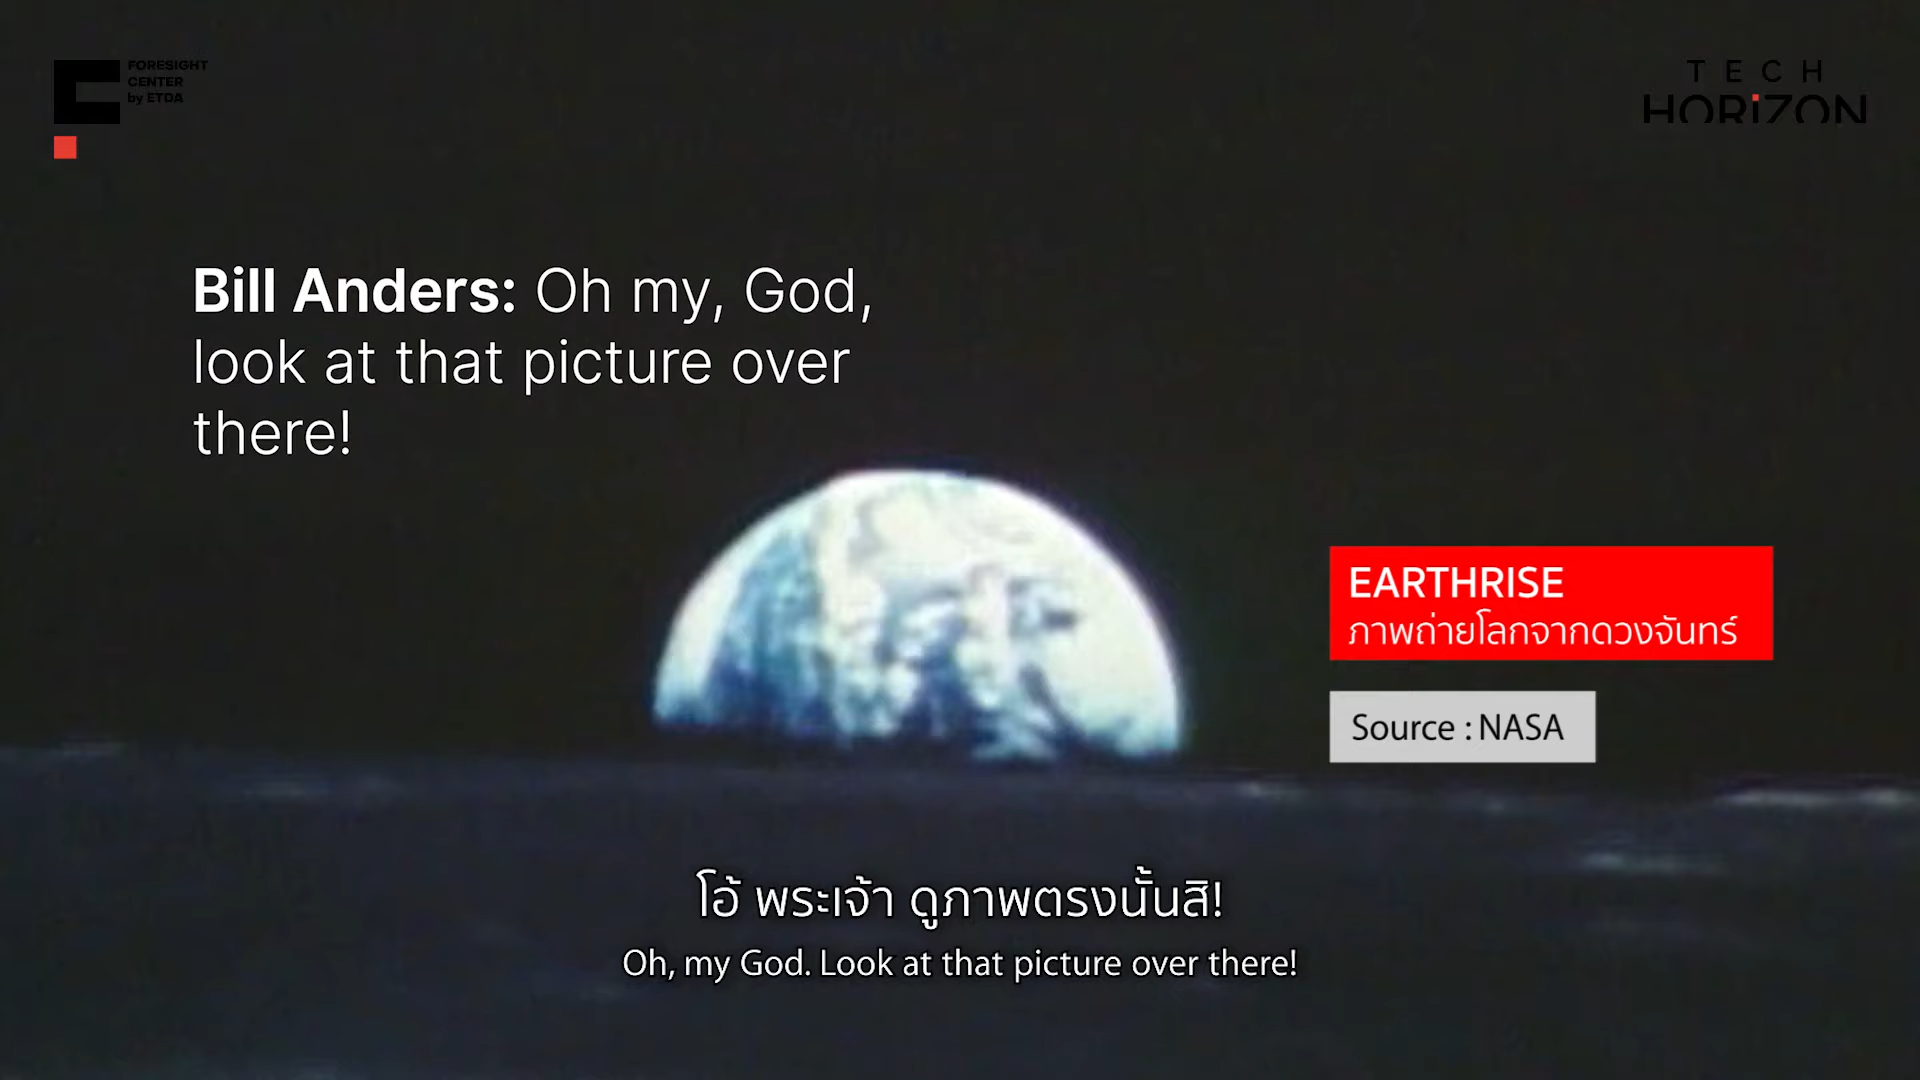 FORESIGHT
CENTER
by ETDA
TECH
HORiZON
Bill Anders: Oh my, God,
look at that picture over
there!
EARTHRISE
ภาพถ่ายโลกจากดวงจันทร์
Source : NASA
โอ้ พระเจ้า ดูภาพตรงนั้นสิ!
Oh, my God. Look at that picture over there!